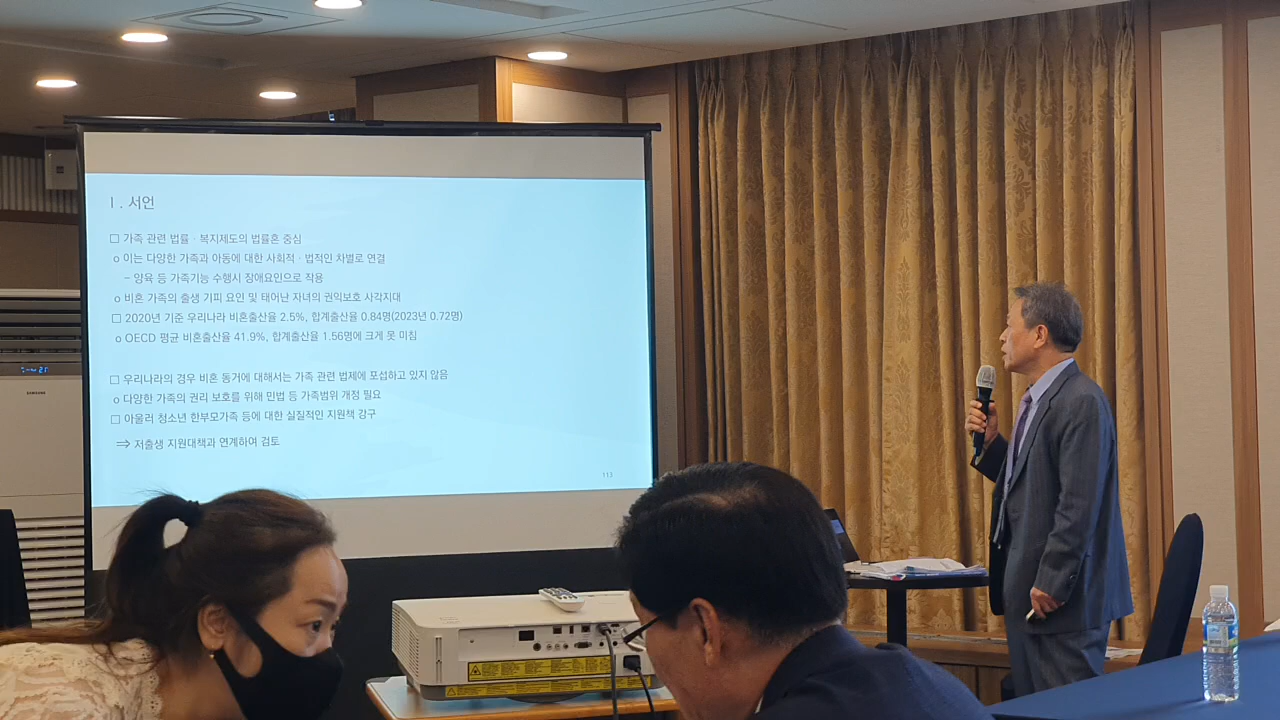 Ⅰ. 서언
□ 가족 관련 법률 · 복지제도의 법률혼 중심
o 이는 다양한 가족과 아동에 대한 사회적 · 법적인 차별로 연결
- 양육 등 가족기능 수행시 장애요인으로 작용
o 비혼 가족의 출생 기피 요인 및 태어난 자녀의 권익보호 사각지대
□ 2020년 기준 우리나라 비혼출산율 2.5%, 합계출산율 0.84명(2023년 0.72명)
o OECD 평균 비혼출산율 41.9%, 합계출산율 1.56명에 크게 못 미침
□ 우리나라의 경우 비혼 동거에 대해서는 가족 관련 법제에 포섭하고 있지 않음
o 다양한 가족의 권리 보호를 위해 민법 등 가족범위 개정 필요
□ 아울러 청소년 한부모가족 등에 대한 실질적인 지원책 강구
⇒ 저출생 지원대책과 연계하여 검토
113
SAMSUNG